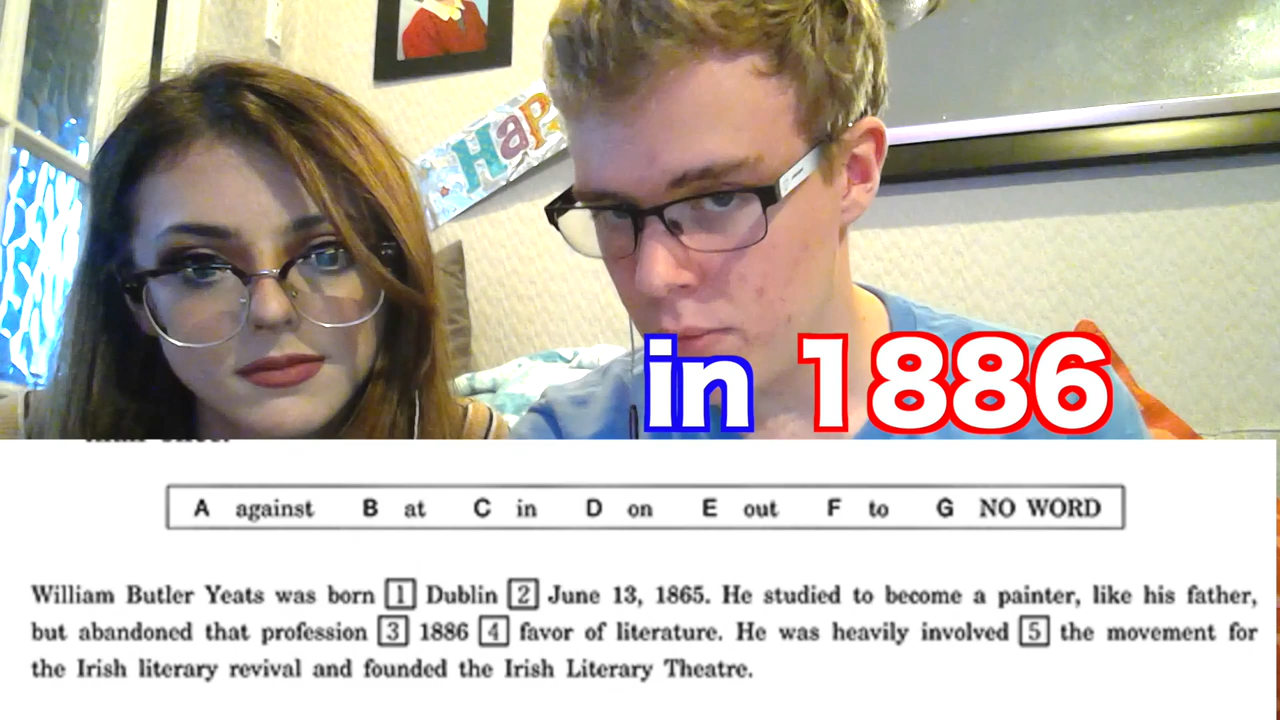 HaP
in 1886
A against B at C in D on E out F to G NO WORD
William Butler Yeats was born 1 Dublin 2 June 13, 1865. He studied to become a painter, like his father,
but abandoned that profession 3 1886 4 favor of literature. He was heavily involved 5 the movement for
the Irish literary revival and founded the Irish Literary Theatre.